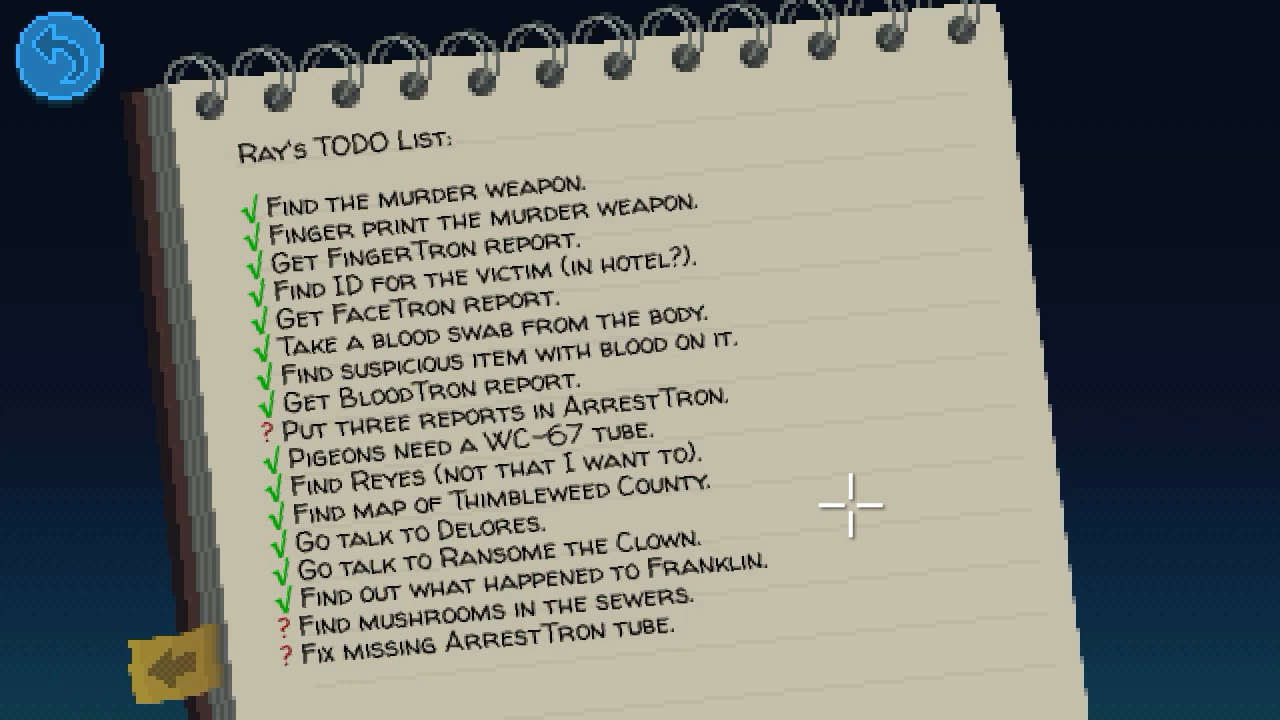 Ray's TODO List:
√ Find the murder weapon.
√ Finger print the murder weapon.
√ Get FingerTron report.
√ Find ID for the victim (in hotel?).
√ Get FaceTron report.
√ Take a blood swab from the body.
√ Find suspicious item with blood on it.
√ Get BloodTron report.
? Put three reports in ArrestTron.
√ Pigeons need a WC-67 tube.
√ Find Reyes (not that I want to).
√ Find map of Thimbleweed County.
√ Go talk to Delores.
√ Go talk to Ransome the Clown.
√ Find out what happened to Franklin.
? Find mushrooms in the sewers.
? Fix missing ArrestTron tube.